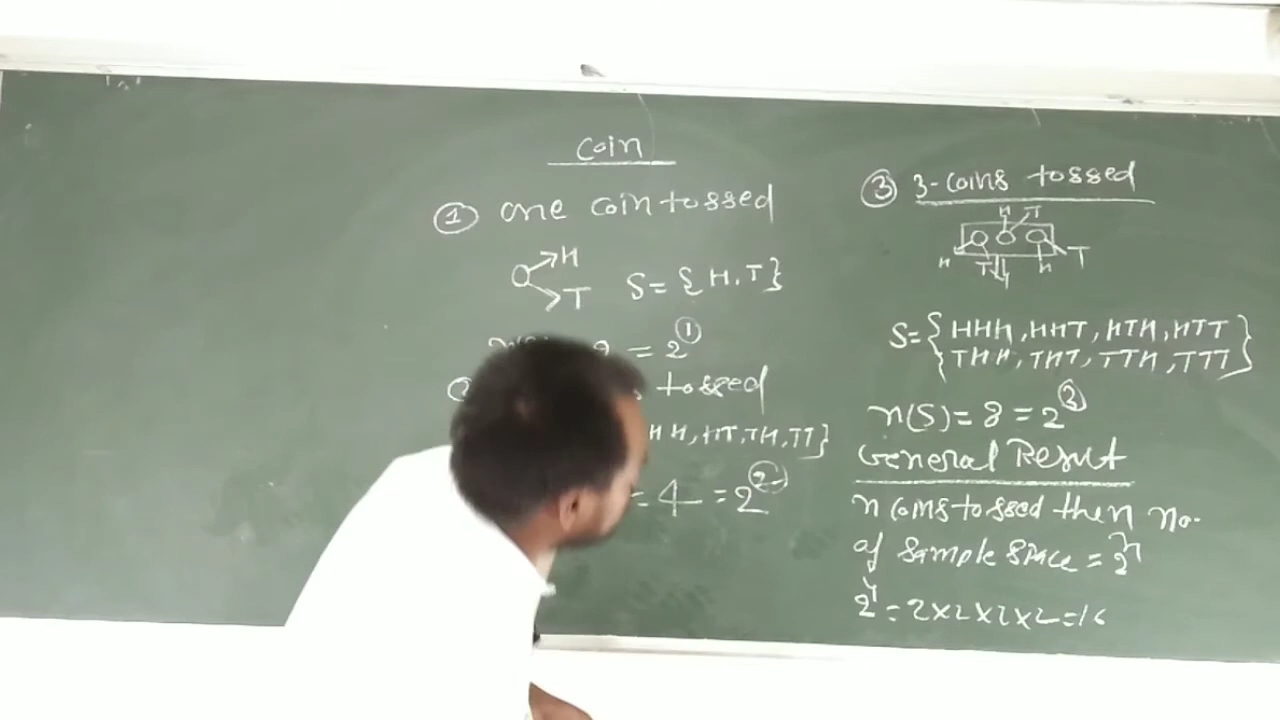 Coin
① one coin tossed
H
T S = {H, T}
= 2①
tossed
HH, HT, TH, TT}
= 4 = 2②
③ 3-Coins tossed
H T
H T H T
S = {HHH, HHT, HTH, HTT
THH, THT, TTH, TTT}
n(S) = 8 = 2③
General Result
n coins tossed then no.
of sample space = 2ⁿ
2⁴ = 2×2×2×2 = 16